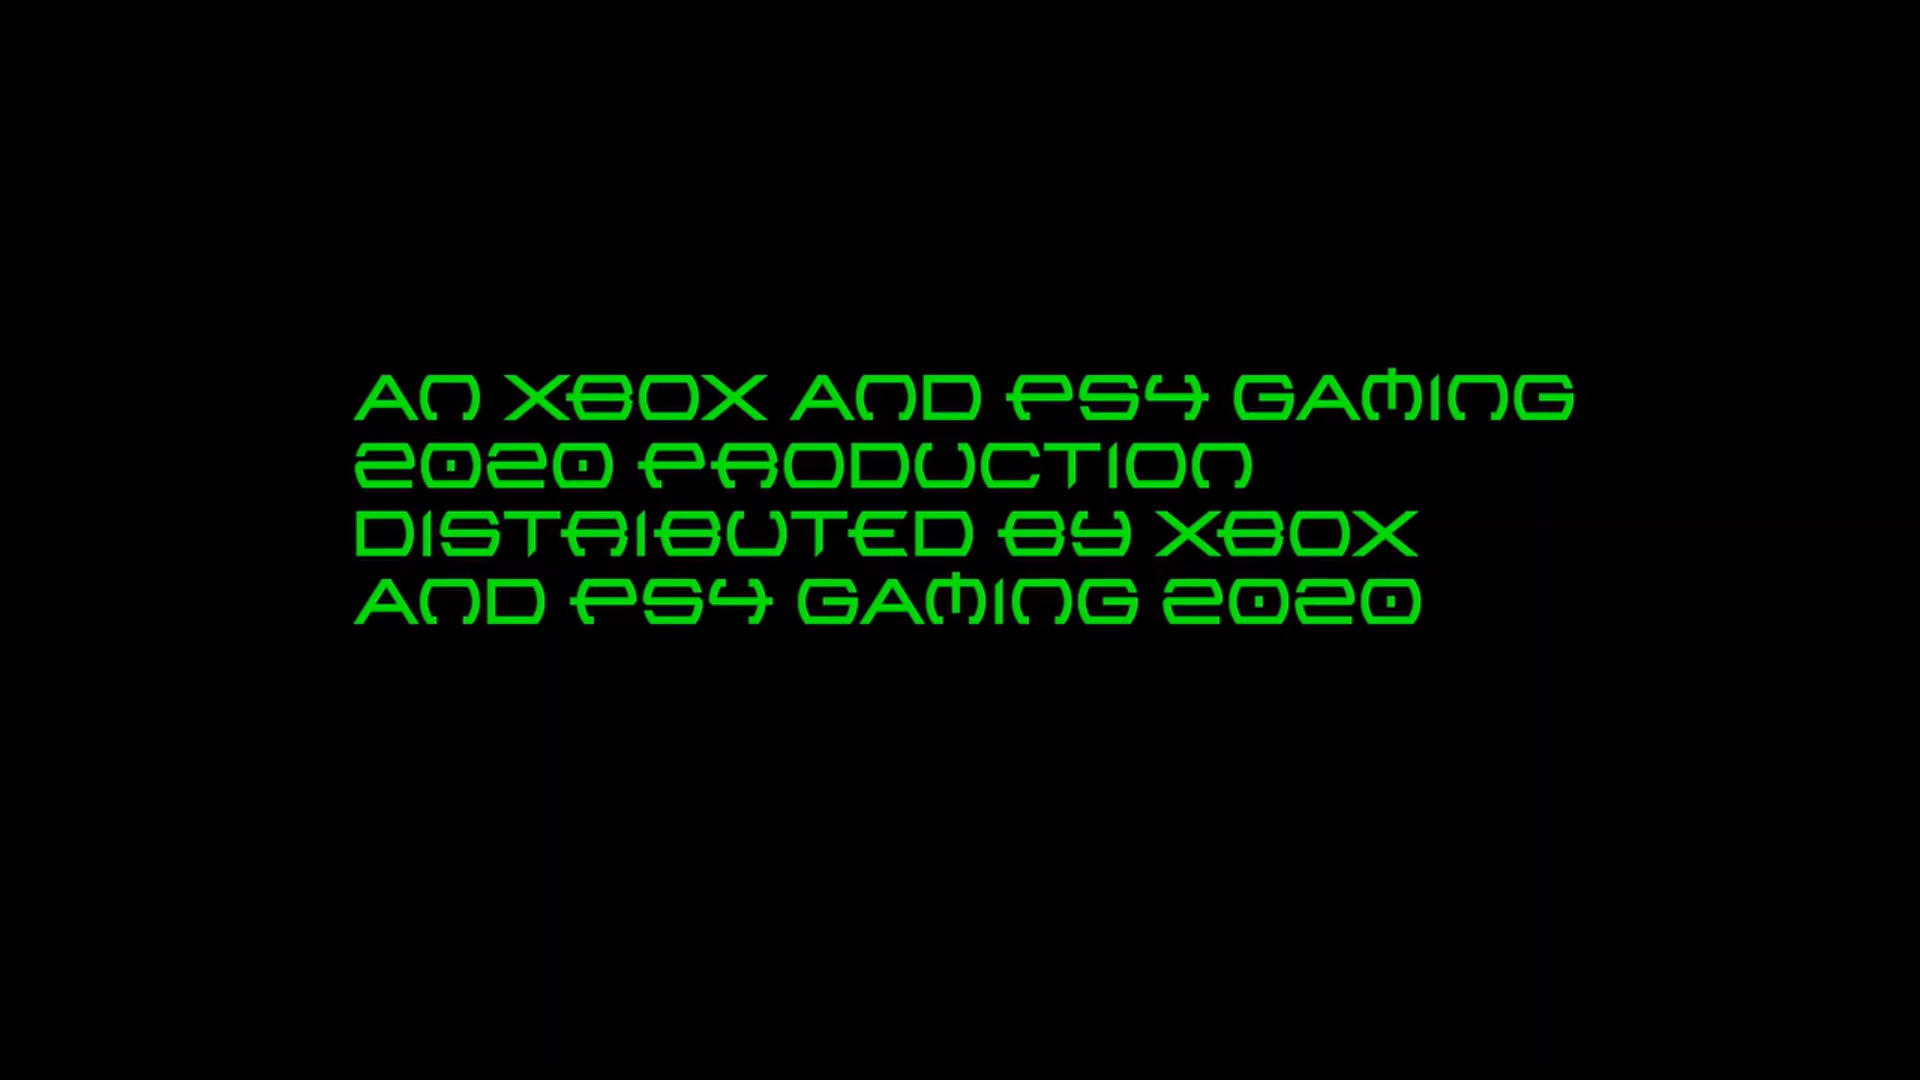 AN XBOX AND PS4 GAMING
2020 PRODUCTION
DISTRIBUTED BY XBOX
AND PS4 GAMING 2020